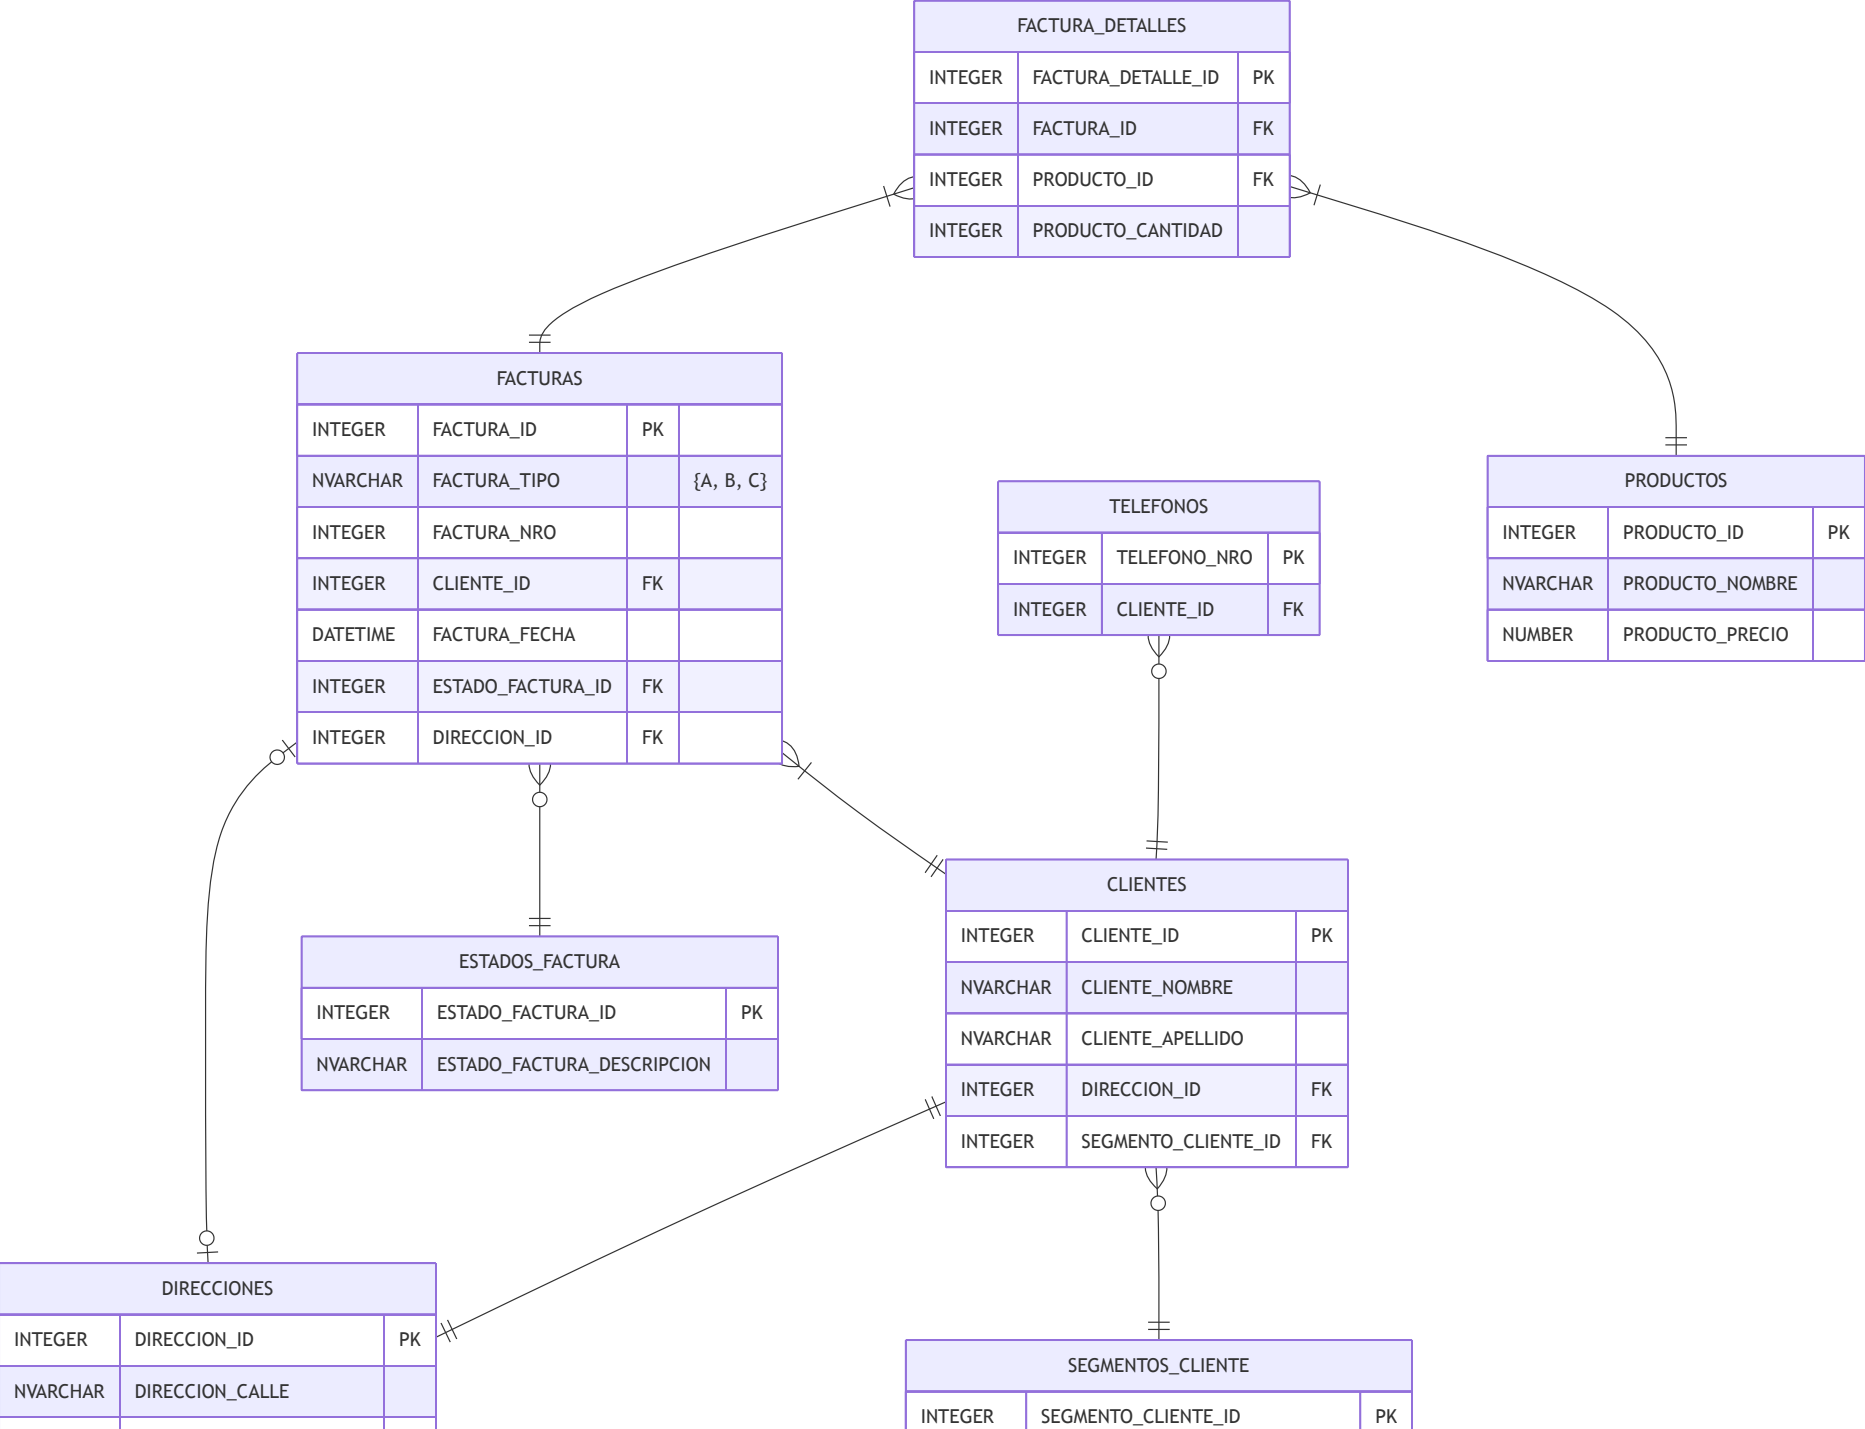 FACTURA_DETALLES
INTEGER FACTURA_DETALLE_ID PK
INTEGER FACTURA_ID FK
INTEGER PRODUCTO_ID FK
INTEGER PRODUCTO_CANTIDAD
FACTURAS
INTEGER FACTURA_ID PK
NVARCHAR FACTURA_TIPO {A, B, C}
INTEGER FACTURA_NRO
INTEGER CLIENTE_ID FK
DATETIME FACTURA_FECHA
INTEGER ESTADO_FACTURA_ID FK
INTEGER DIRECCION_ID FK
TELEFONOS
INTEGER TELEFONO_NRO PK
INTEGER CLIENTE_ID FK
PRODUCTOS
INTEGER PRODUCTO_ID PK
NVARCHAR PRODUCTO_NOMBRE
NUMBER PRODUCTO_PRECIO
ESTADOS_FACTURA
INTEGER ESTADO_FACTURA_ID PK
NVARCHAR ESTADO_FACTURA_DESCRIPCION
CLIENTES
INTEGER CLIENTE_ID PK
NVARCHAR CLIENTE_NOMBRE
NVARCHAR CLIENTE_APELLIDO
INTEGER DIRECCION_ID FK
INTEGER SEGMENTO_CLIENTE_ID FK
DIRECCIONES
INTEGER DIRECCION_ID PK
NVARCHAR DIRECCION_CALLE
SEGMENTOS_CLIENTE
INTEGER SEGMENTO_CLIENTE_ID PK